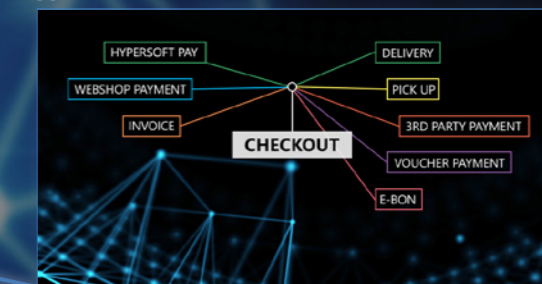 HYPERSOFT PAY
DELIVERY
WEBSHOP PAYMENT
PICK UP
INVOICE
3RD PARTY PAYMENT
CHECKOUT
VOUCHER PAYMENT
E-BON